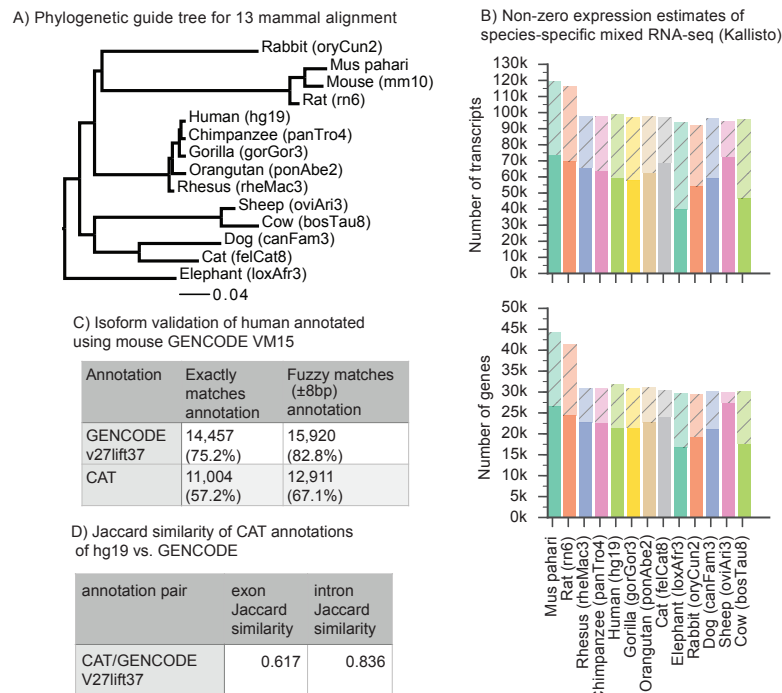 A) Phylogenetic guide tree for 13 mammal alignment
Rabbit (oryCun2)
Mus pahari
Mouse (mm10)
Rat (rn6)
Human (hg19)
Chimpanzee (panTro4)
Gorilla (gorGor3)
Orangutan (ponAbe2)
Rhesus (rheMac3)
Sheep (oviAri3)
Cow (bosTau8)
Dog (canFam3)
Cat (felCat8)
Elephant (loxAfr3)
0.04
B) Non-zero expression estimates of
species-specific mixed RNA-seq (Kallisto)
Number of transcripts
130k
120k
110k
100k
90k
80k
70k
60k
50k
40k
30k
20k
10k
0k
Number of genes
50k
45k
40k
35k
30k
25k
20k
15k
10k
5k
0k
Mus pahari
Rat (rn6)
Rhesus (rheMac3)
Chimpanzee (panTro4)
Human (hg19)
Gorilla (gorGor3)
Orangutan (ponAbe2)
Cat (felCat8)
Elephant (loxAfr3)
Rabbit (oryCun2)
Dog (canFam3)
Sheep (oviAri3)
Cow (bosTau8)
C) Isoform validation of human annotated
using mouse GENCODE VM15
Annotation
Exactly
matches
annotation
Fuzzy matches
(±8bp)
annotation
GENCODE
v27lift37
14,457
(75.2%)
15,920
(82.8%)
CAT
11,004
(57.2%)
12,911
(67.1%)
D) Jaccard similarity of CAT annotations
of hg19 vs. GENCODE
annotation pair
exon
Jaccard
similarity
intron
Jaccard
similarity
CAT/GENCODE
V27lift37
0.617
0.836